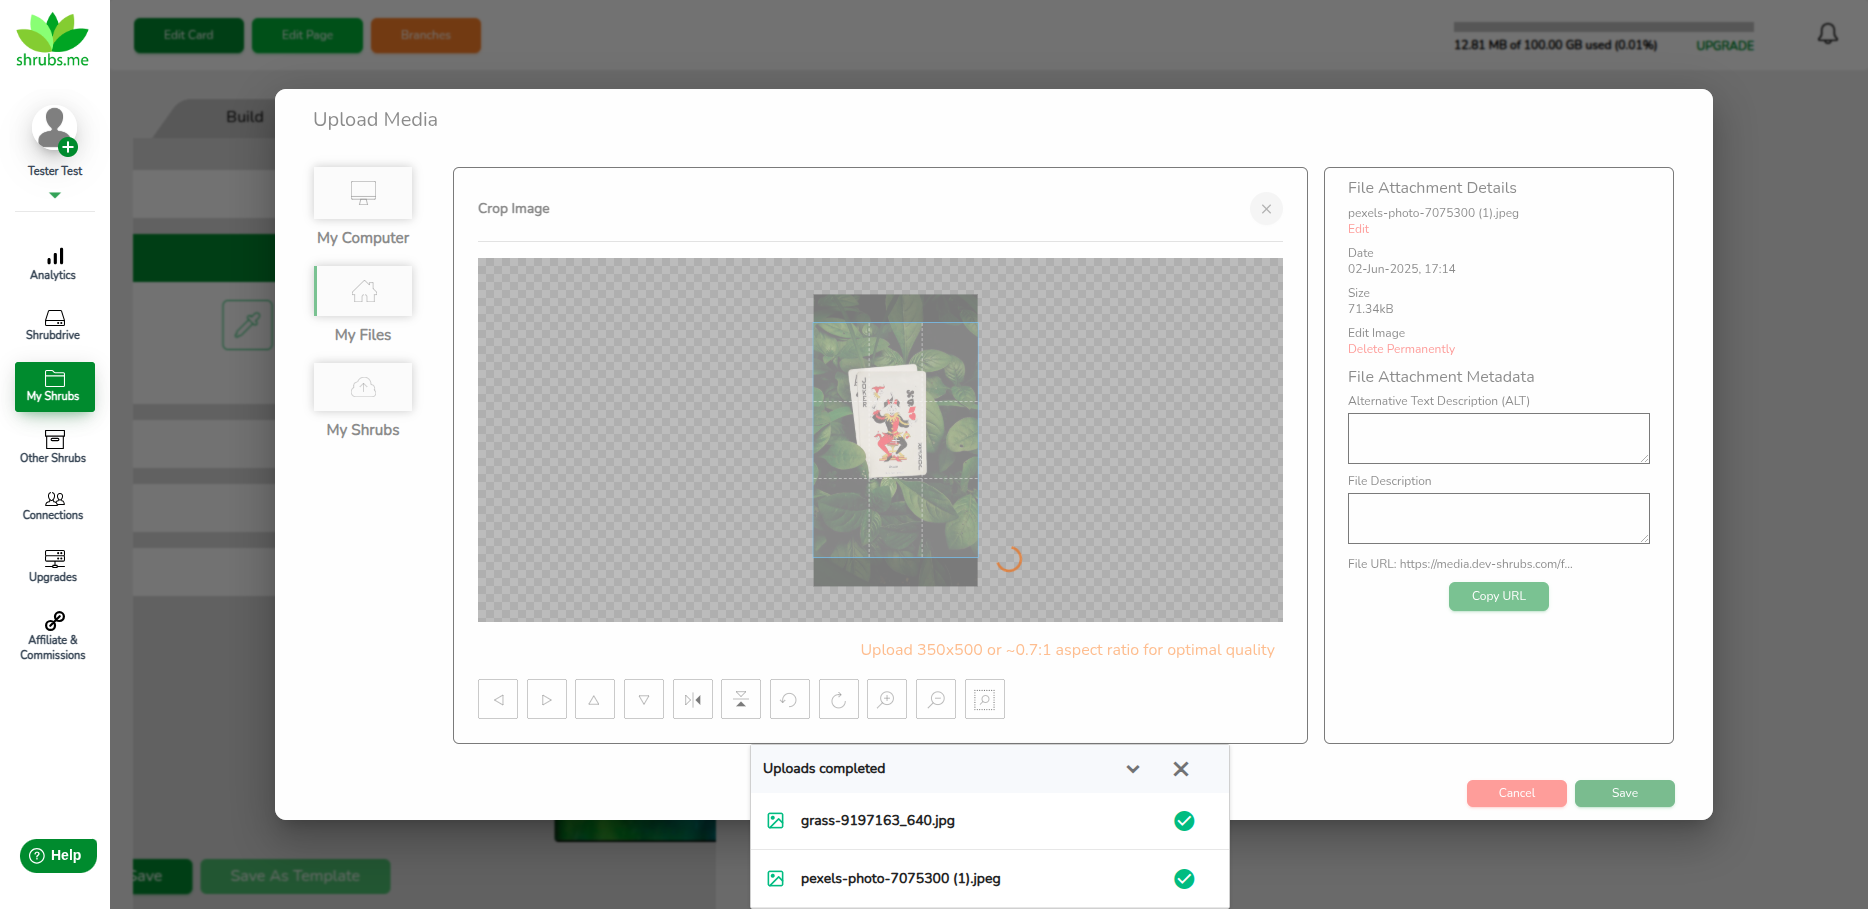 shrubs.me
Tester Test
Analytics
Shrubdrive
My Shrubs
Other Shrubs
Connections
Upgrades
Affiliate &
Commissions
Help
Edit Card
Edit Page
Branches
12.81 MB of 100.00 GB used (0.01%)
UPGRADE
Build
Upload Media
My Computer
My Files
My Shrubs
Crop Image
Upload 350x500 or ~0.7:1 aspect ratio for optimal quality
File Attachment Details
pexels-photo-7075300 (1).jpeg
Edit
Date
02-Jun-2025, 17:14
Size
71.34kB
Edit Image
Delete Permanently
File Attachment Metadata
Alternative Text Description (ALT)
File Description
File URL: https://media.dev-shrubs.com/f...
Copy URL
Cancel
Save
Uploads completed
grass-9197163_640.jpg
pexels-photo-7075300 (1).jpeg
Save
Save As Template